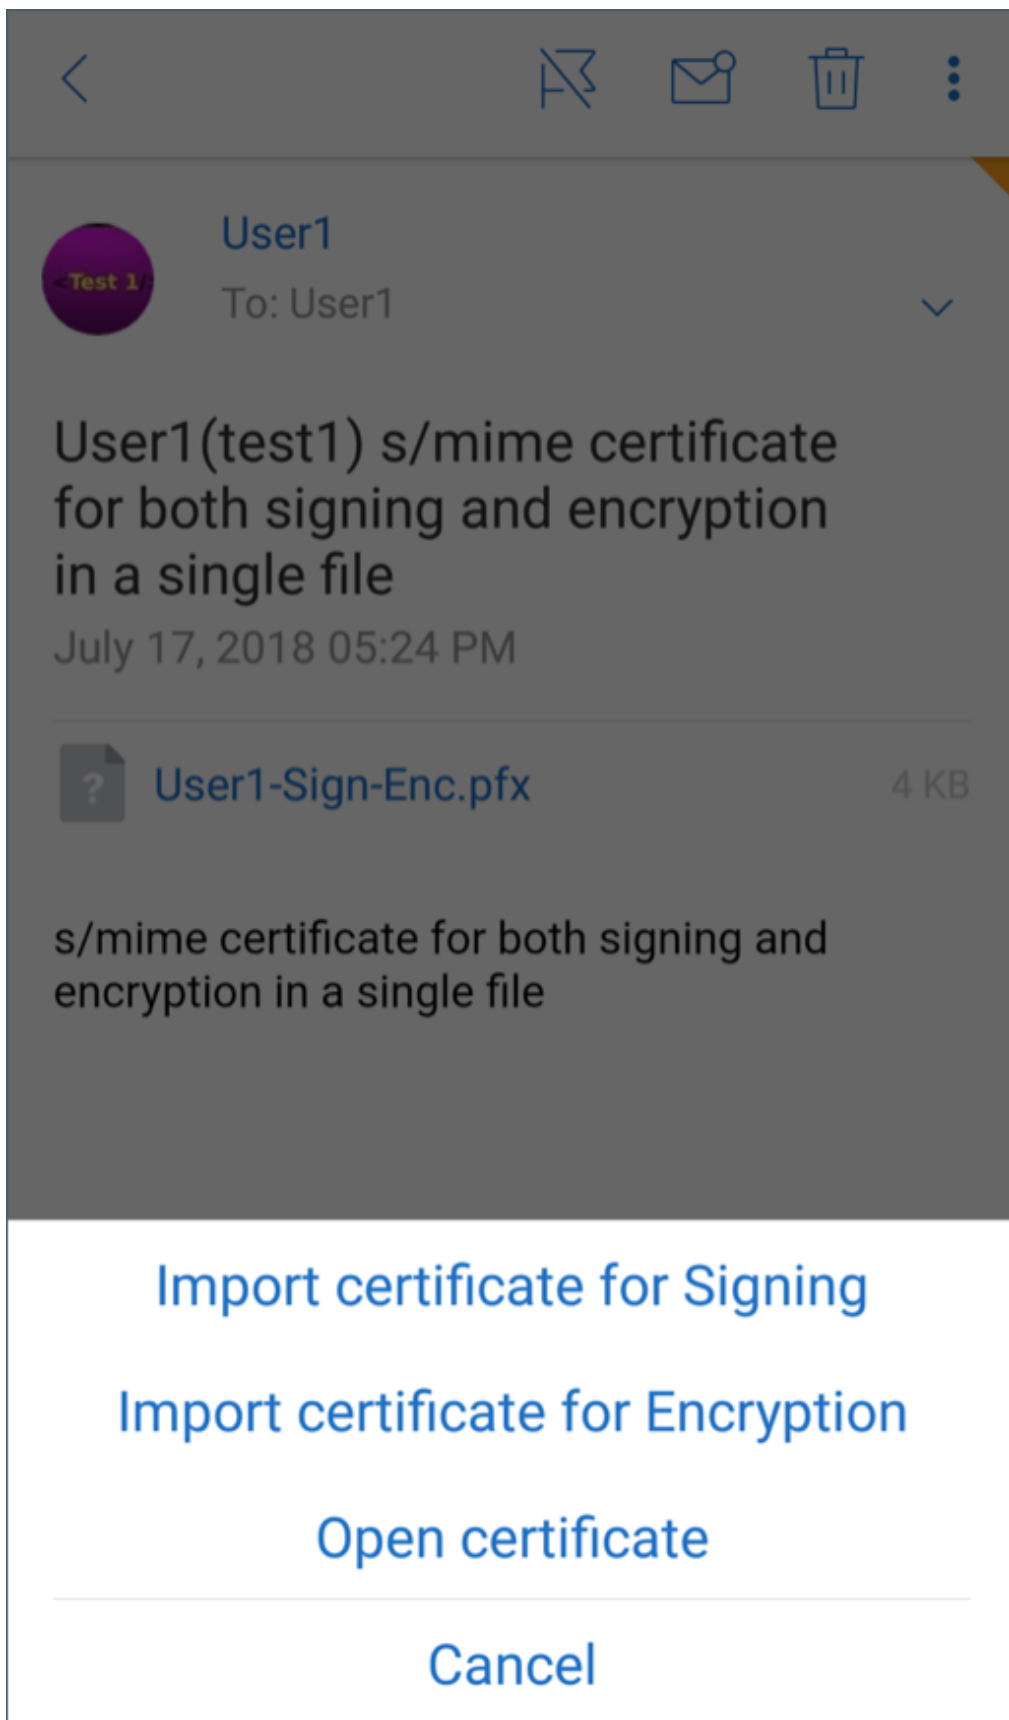 User1
<Test 1/
To: User1
User1(test1) s/mime certificate
for both signing and encryption
in a single file
July 17, 2018 05:24 PM
?
User1-Sign-Enc.pfx 4 KB
s/mime certificate for both signing and
encryption in a single file
Import certificate for Signing
Import certificate for Encryption
Open certificate
Cancel